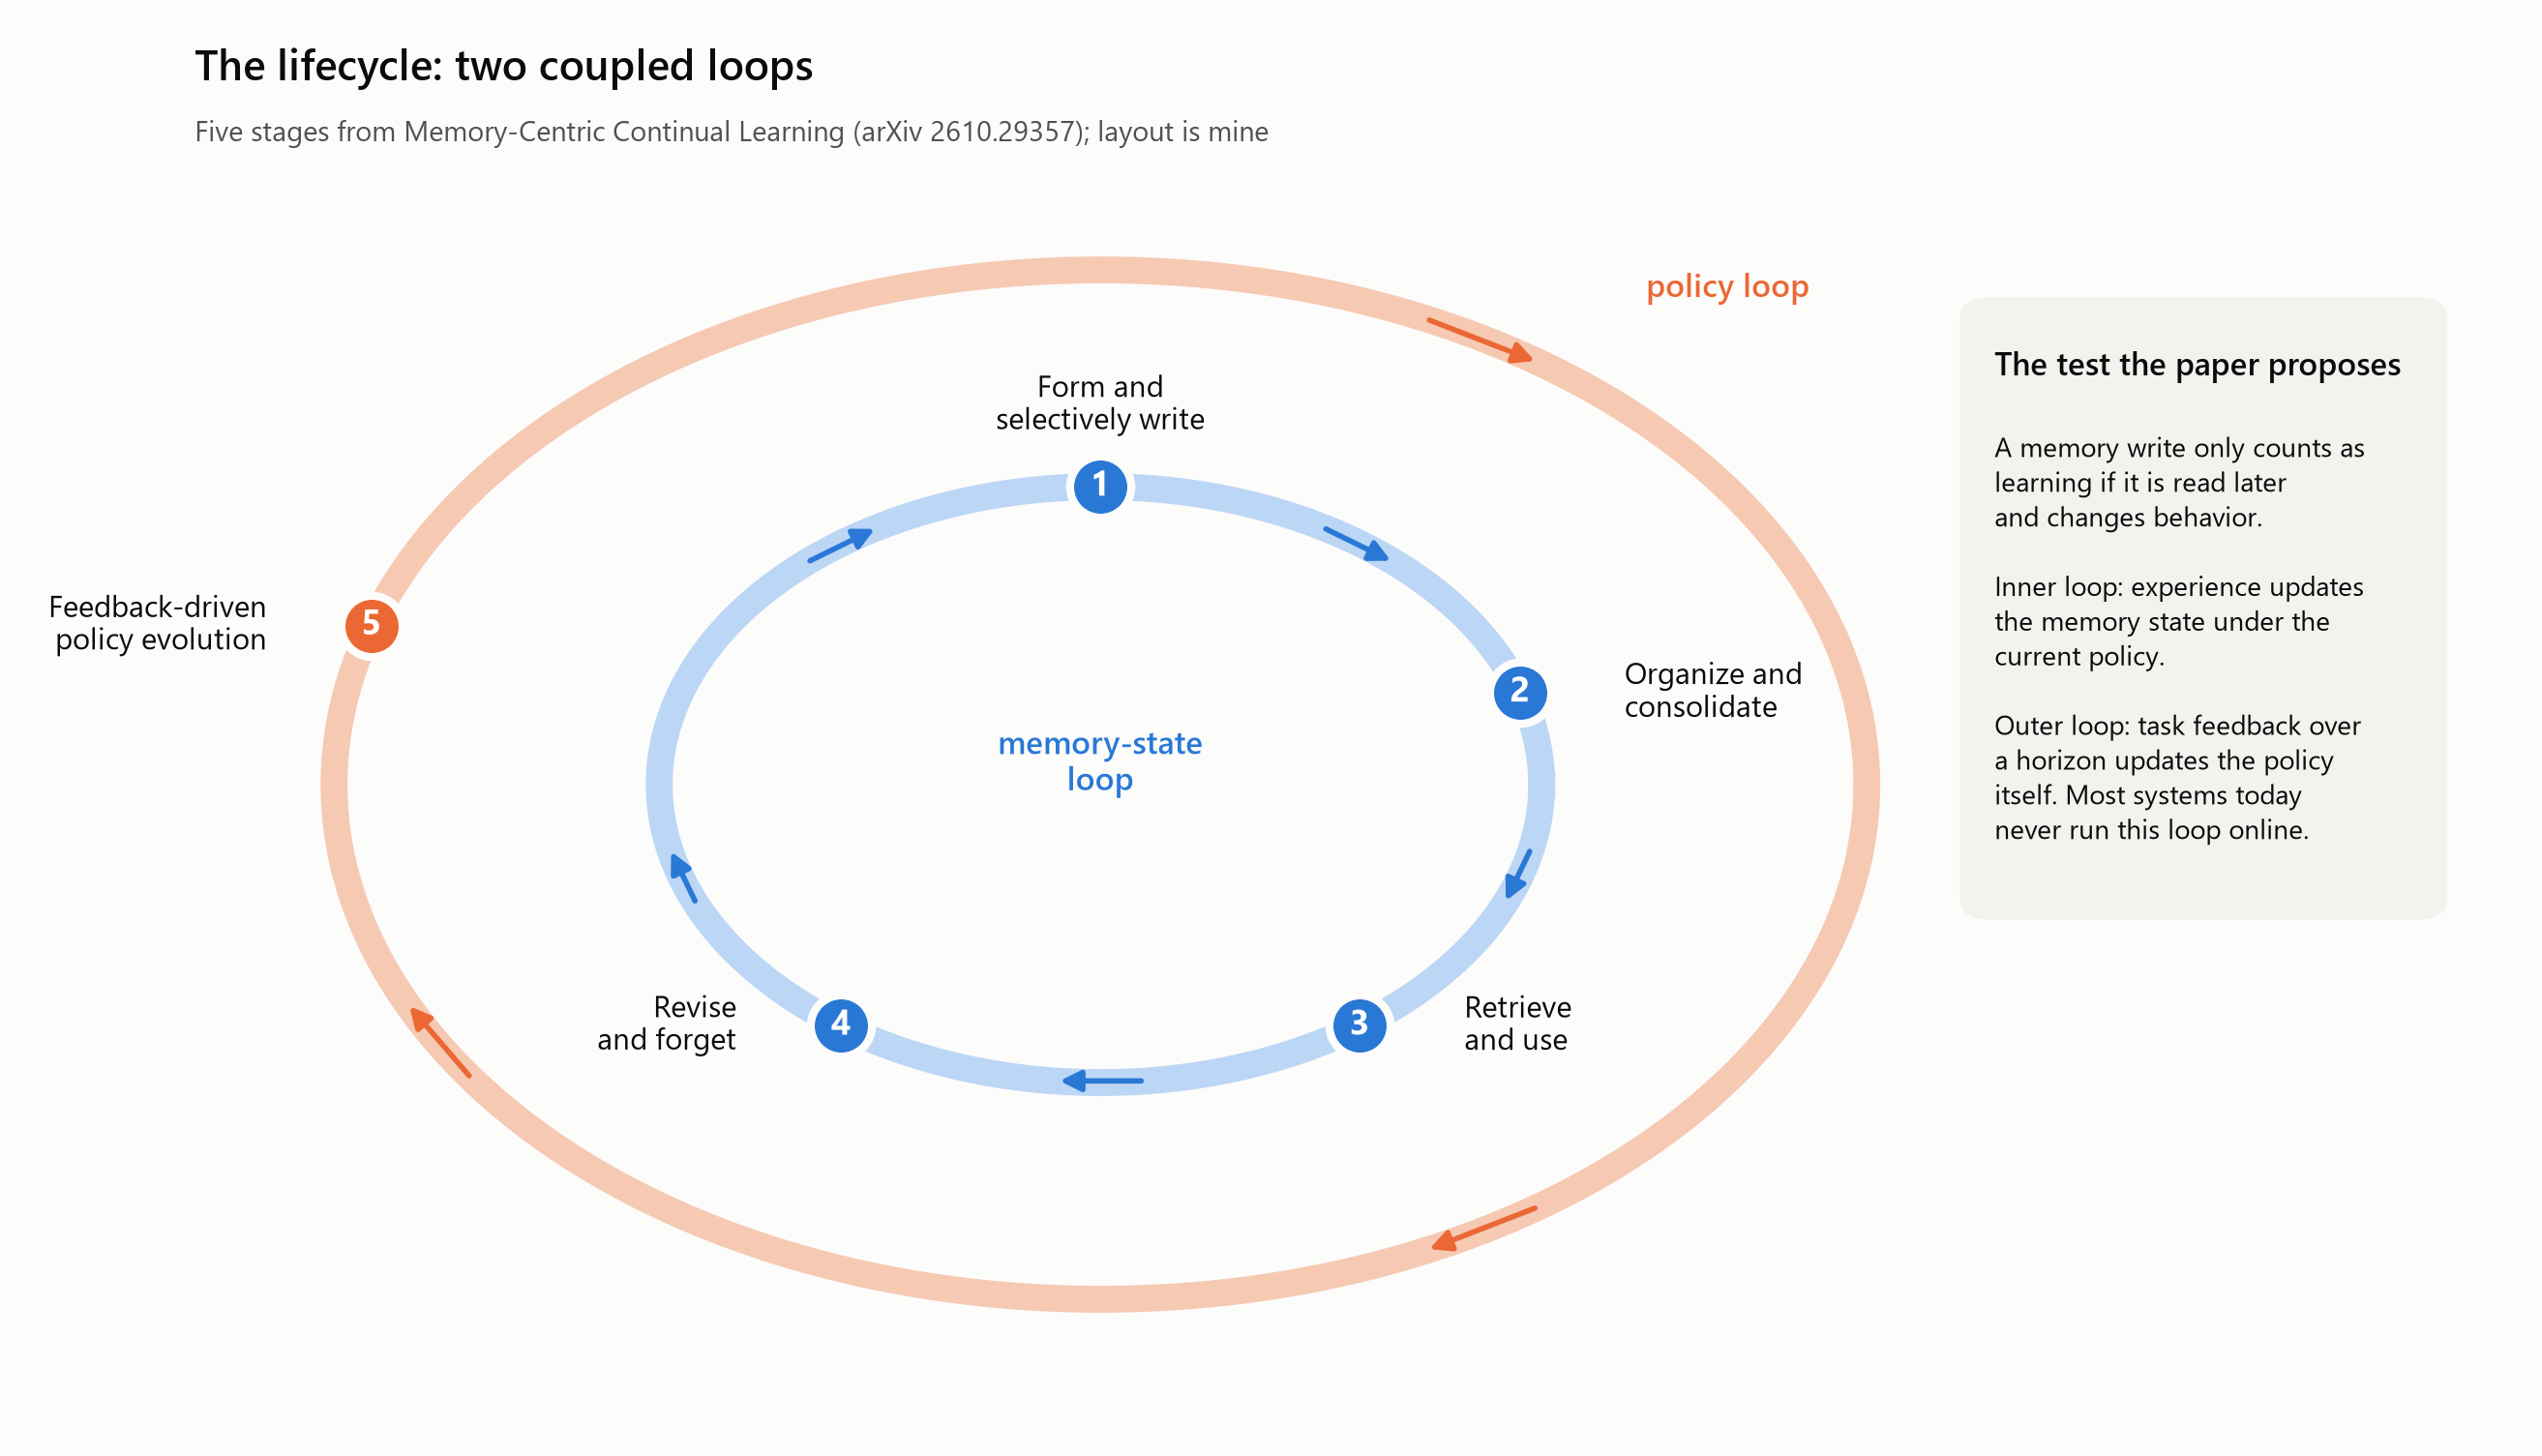 The lifecycle: two coupled loops
Five stages from Memory-Centric Continual Learning (arXiv 2610.29357); layout is mine
policy loop
Form and
selectively write
1
2
Organize and
consolidate
3
Retrieve
and use
4
Revise
and forget
memory-state
loop
5
Feedback-driven
policy evolution
The test the paper proposes
A memory write only counts as
learning if it is read later
and changes behavior.
Inner loop: experience updates
the memory state under the
current policy.
Outer loop: task feedback over
a horizon updates the policy
itself. Most systems today
never run this loop online.